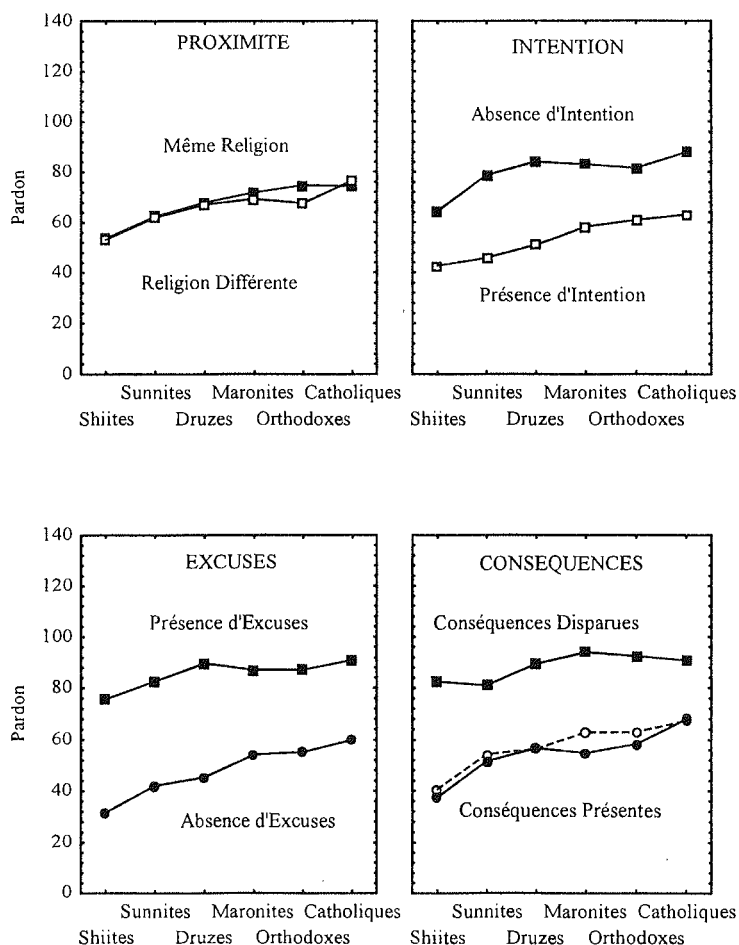 140
120
100
80
60
40
20
0
Pardon
PROXIMITE
Même Religion
Religion Différente
Sunnites Maronites Catholiques
Shiites Druzes Orthodoxes
INTENTION
Absence d'Intention
Présence d'Intention
Sunnites Maronites Catholiques
Shiites Druzes Orthodoxes
140
120
100
80
60
40
20
0
Pardon
EXCUSES
Présence d'Excuses
Absence d'Excuses
Sunnites Maronites Catholiques
Shiites Druzes Orthodoxes
CONSEQUENCES
Conséquences Disparues
Conséquences Présentes
Sunnites Maronites Catholiques
Shiites Druzes Orthodoxes